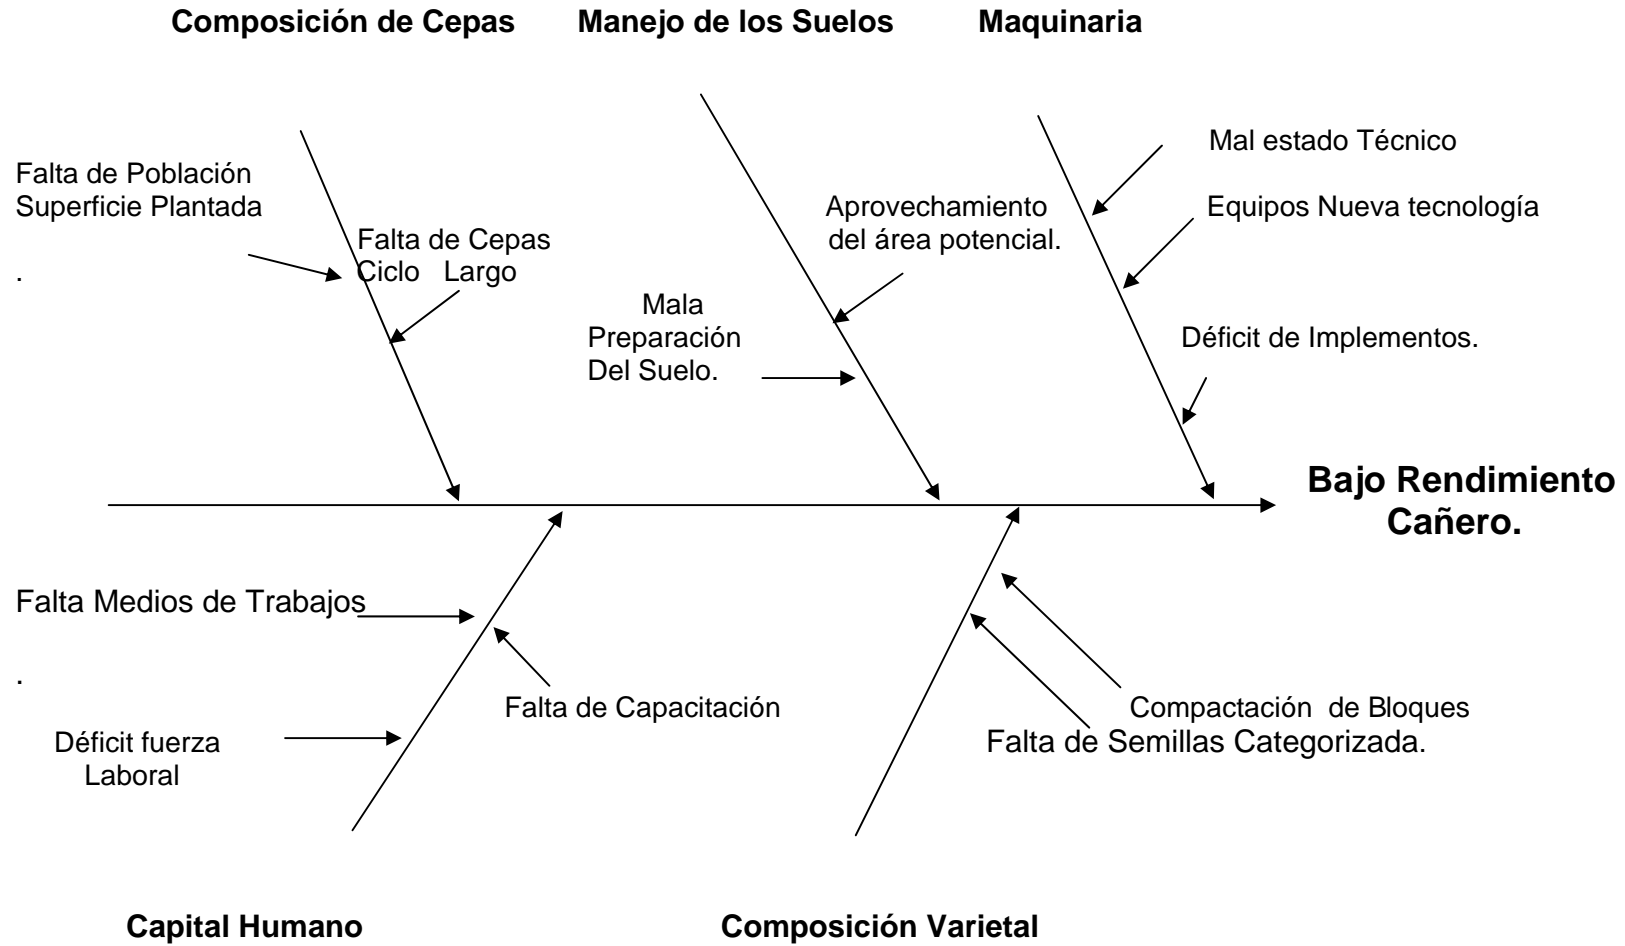 Composición de Cepas
Manejo de los Suelos
Maquinaria
Mal estado Técnico
Falta de Población
Superficie Plantada
Aprovechamiento
del área potencial.
Equipos Nueva tecnología
Falta de Cepas
Ciclo Largo
.
Mala
Preparación
Del Suelo.
Déficit de Implementos.
Bajo Rendimiento
Cañero.
Falta Medios de Trabajos
.
Falta de Capacitación
Compactación de Bloques
Déficit fuerza
Laboral
Falta de Semillas Categorizada.
Capital Humano
Composición Varietal